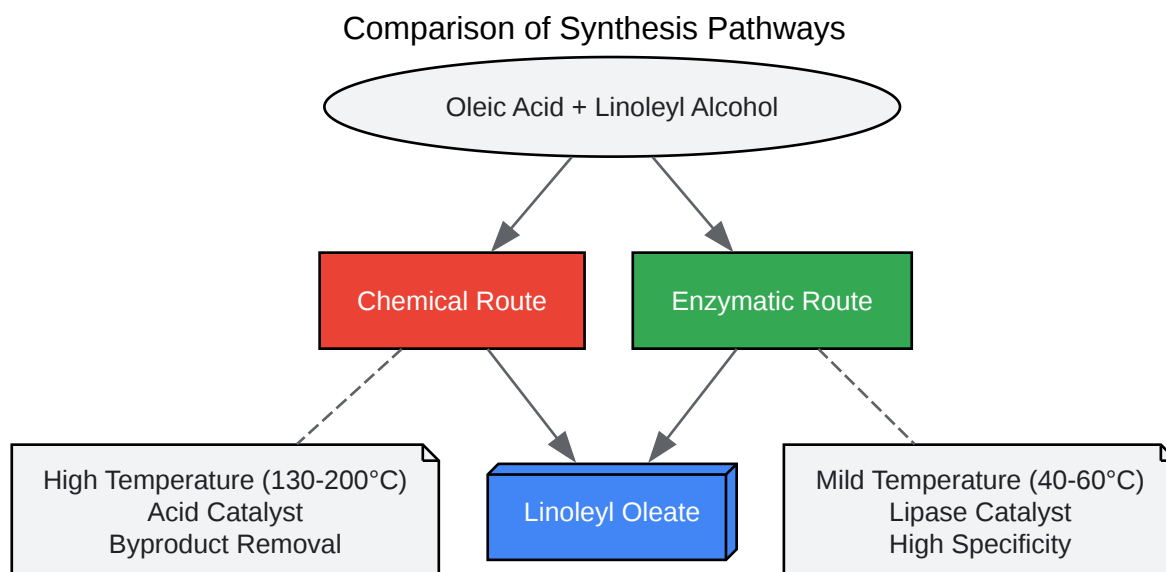 Comparison of Synthesis Pathways
Oleic Acid + Linoleyl Alcohol
Chemical Route
Enzymatic Route
High Temperature (130-200°C)
Acid Catalyst
Byproduct Removal
Linoleyl Oleate
Mild Temperature (40-60°C)
Lipase Catalyst
High Specificity